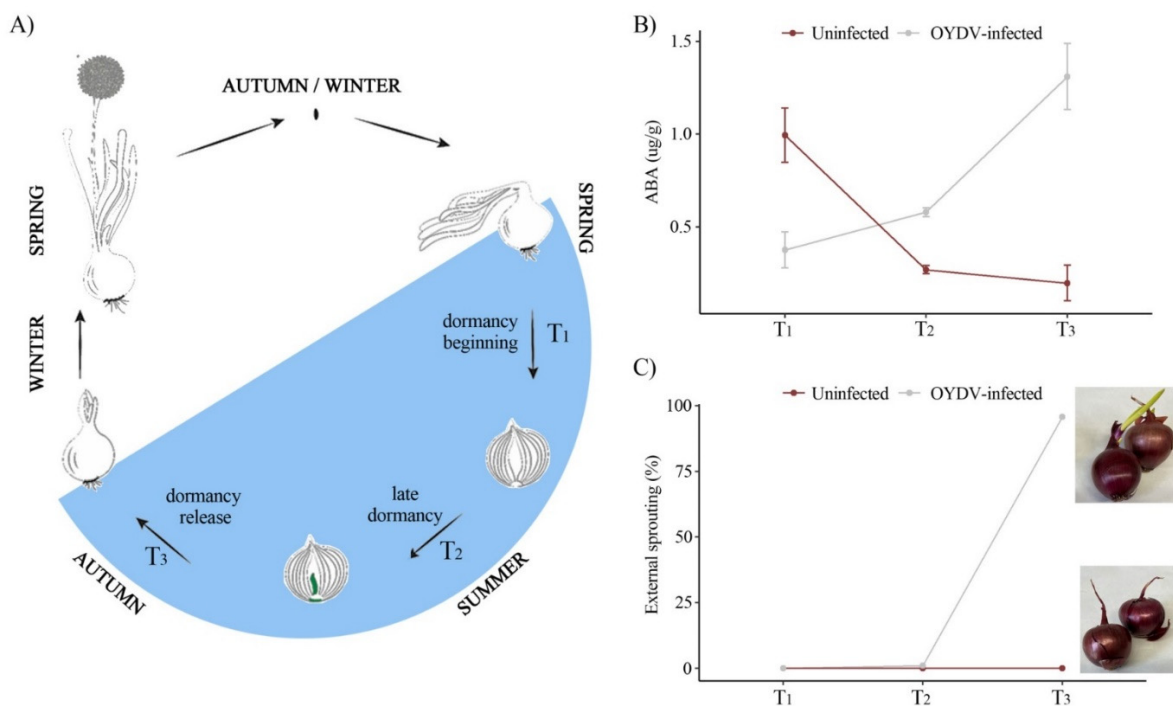 A)
AUTUMN / WINTER
SPRING
SPRING
WINTER
dormancy
beginning
T1
late
dormancy
T2
dormancy
release
T3
AUTUMN
SUMMER
B)
Uninfected
OYDV-infected
ABA (ug/g)
1.5
1.0
0.5
T1
T2
T3
C)
Uninfected
OYDV-infected
External sprouting (%)
100
75
50
25
0
T1
T2
T3